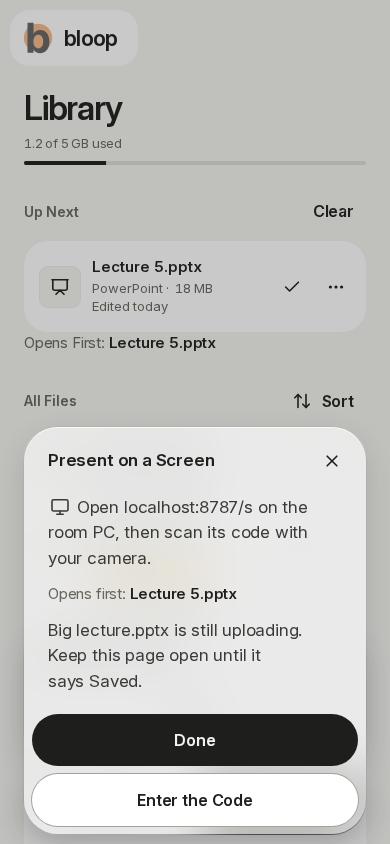 bloop
Library
1.2 of 5 GB used
Up Next
Clear
Lecture 5.pptx
PowerPoint · 18 MB
Edited today
Opens First: Lecture 5.pptx
All Files
Sort
Present on a Screen
Open localhost:8787/s on the
room PC, then scan its code with
your camera.
Opens first: Lecture 5.pptx
Big lecture.pptx is still uploading.
Keep this page open until it
says Saved.
Done
Enter the Code